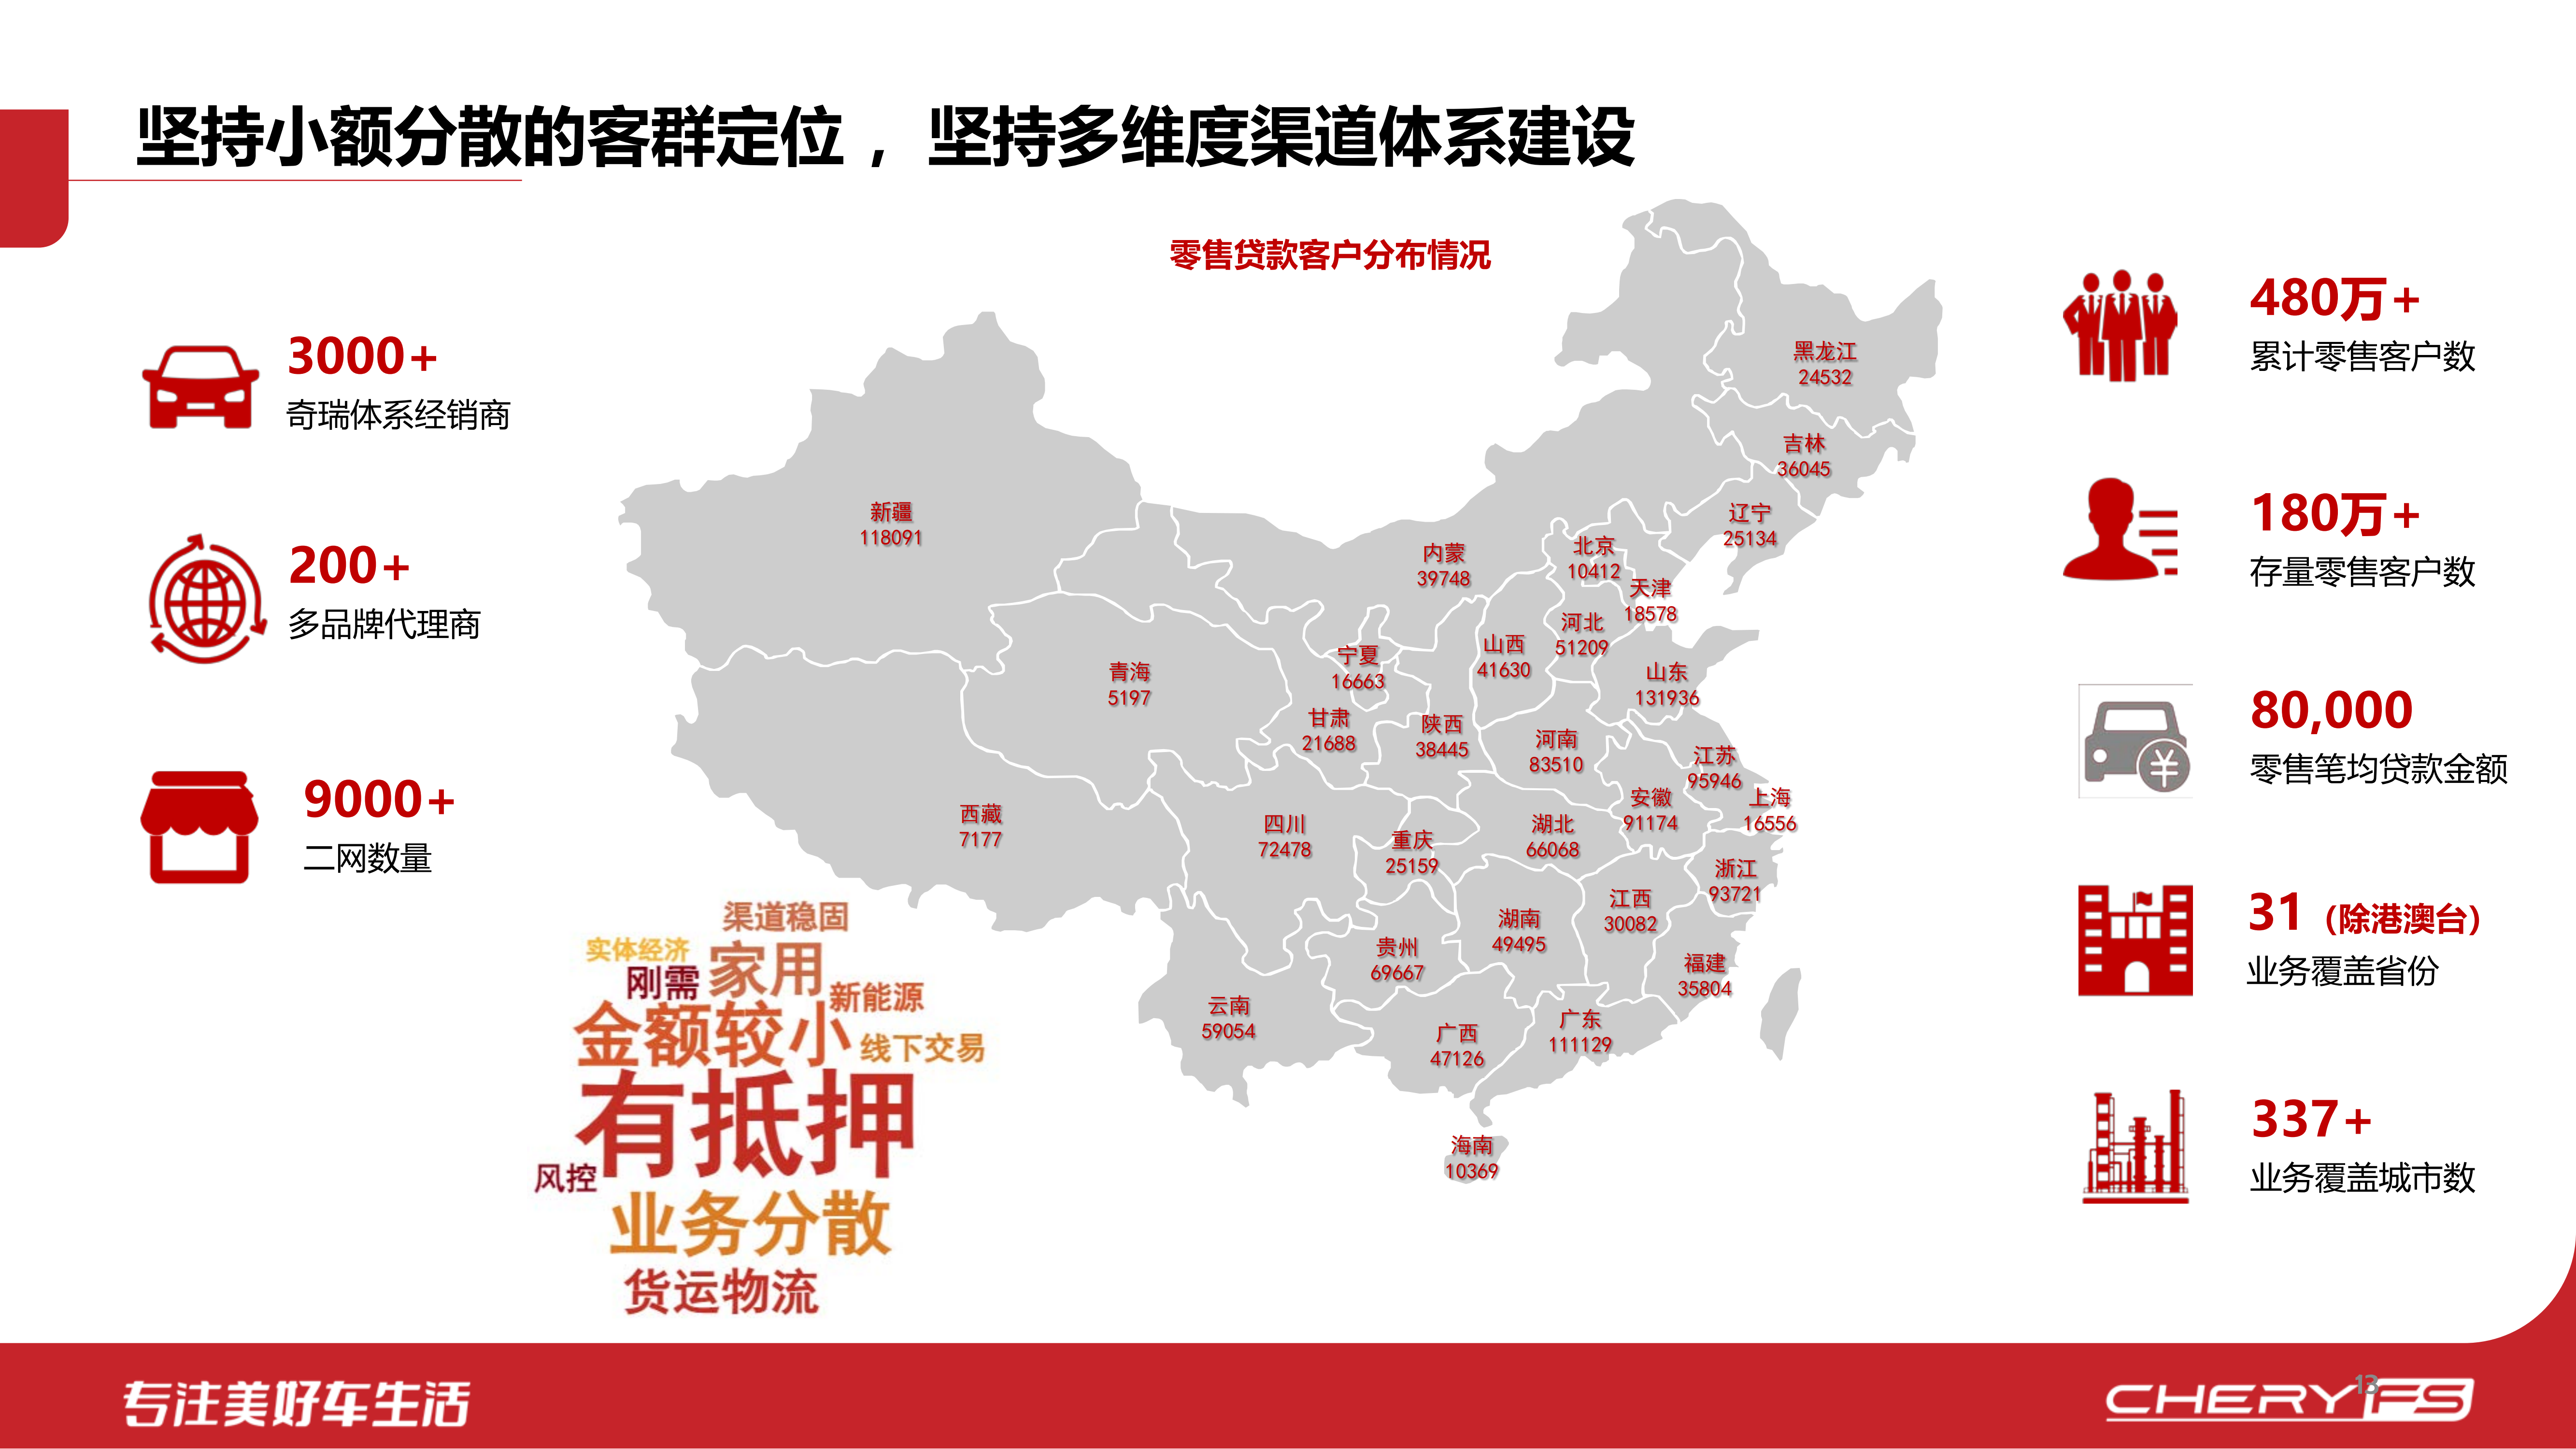 坚持小额分散的客群定位，坚持多维度渠道体系建设
零售贷款客户分布情况
3000+
奇瑞体系经销商
200+
多品牌代理商
9000+
二网数量
黑龙江
24532
吉林
36045
辽宁
25134
新疆
118091
内蒙
39748
北京
10412
天津
18578
河北
51209
山西
41630
宁夏
16663
青海
5197
山东
131936
甘肃
21688
陕西
38445
河南
83510
江苏
95946
安徽
91174
上海
16556
西藏
7177
四川
72478
重庆
25159
湖北
66068
浙江
93721
江西
30082
湖南
49495
贵州
69667
福建
35804
云南
59054
广西
47126
广东
111129
海南
10369
渠道稳固
实体经济
刚需
家用
新能源
金额较小
线下交易
有抵押
风控
业务分散
货运物流
480万+
累计零售客户数
180万+
存量零售客户数
80,000
零售笔均贷款金额
31（除港澳台）
业务覆盖省份
337+
业务覆盖城市数
专注美好车生活
13
CHERY FS